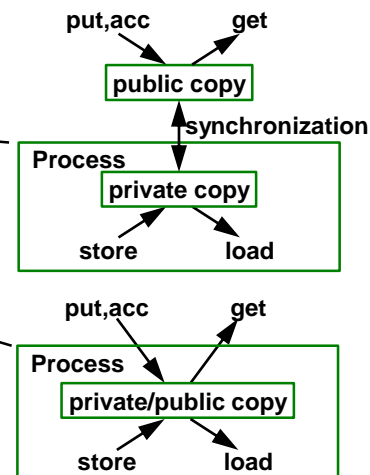 put,acc get
public copy
synchronization
Process
private copy
store load
put,acc get
Process
private/public copy
store load